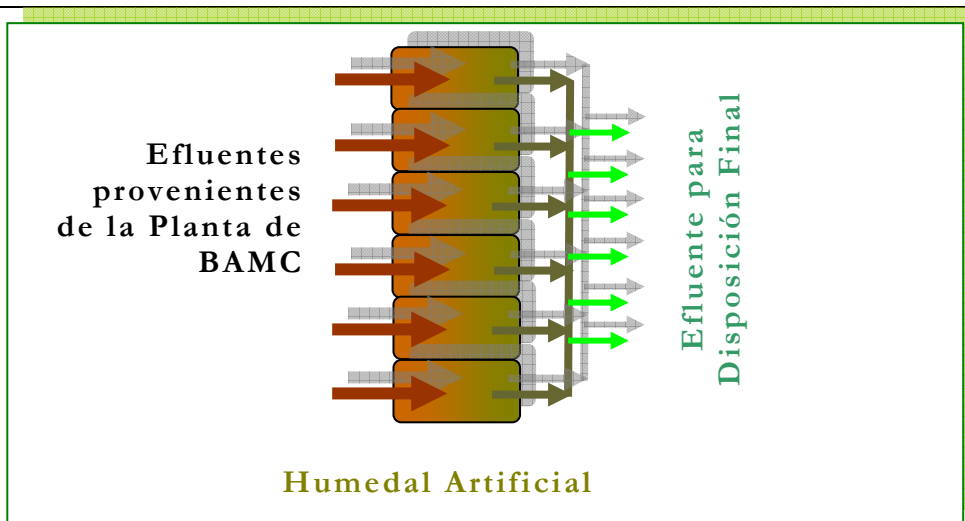 Efluentes
provenientes
de la Planta de
BAMC
Efluente para
Disposición Final
Humedal Artificial